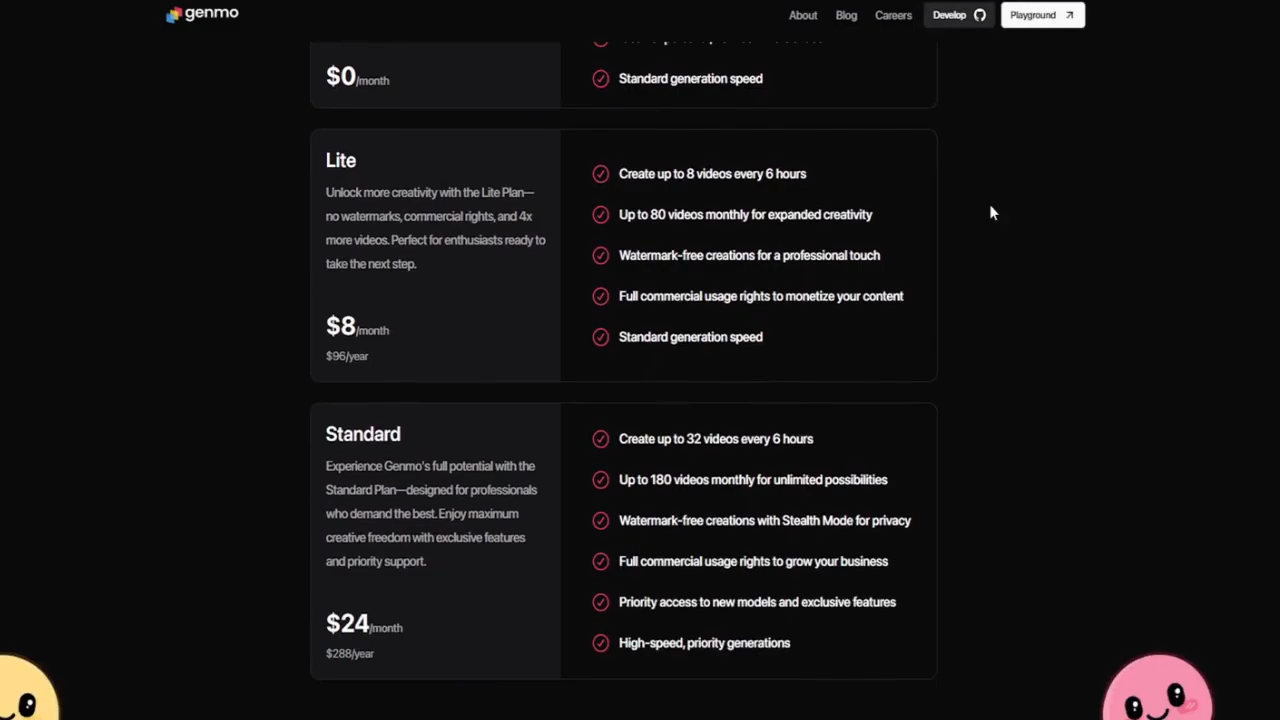 genmo
About Blog Careers Develop Playground
$0/month
Standard generation speed
Lite
Unlock more creativity with the Lite Plan—
no watermarks, commercial rights, and 4x
more videos. Perfect for enthusiasts ready to
take the next step.
$8/month
$96/year
Create up to 8 videos every 6 hours
Up to 80 videos monthly for expanded creativity
Watermark-free creations for a professional touch
Full commercial usage rights to monetize your content
Standard generation speed
Standard
Experience Genmo's full potential with the
Standard Plan—designed for professionals
who demand the best. Enjoy maximum
creative freedom with exclusive features
and priority support.
$24/month
$288/year
Create up to 32 videos every 6 hours
Up to 180 videos monthly for unlimited possibilities
Watermark-free creations with Stealth Mode for privacy
Full commercial usage rights to grow your business
Priority access to new models and exclusive features
High-speed, priority generations